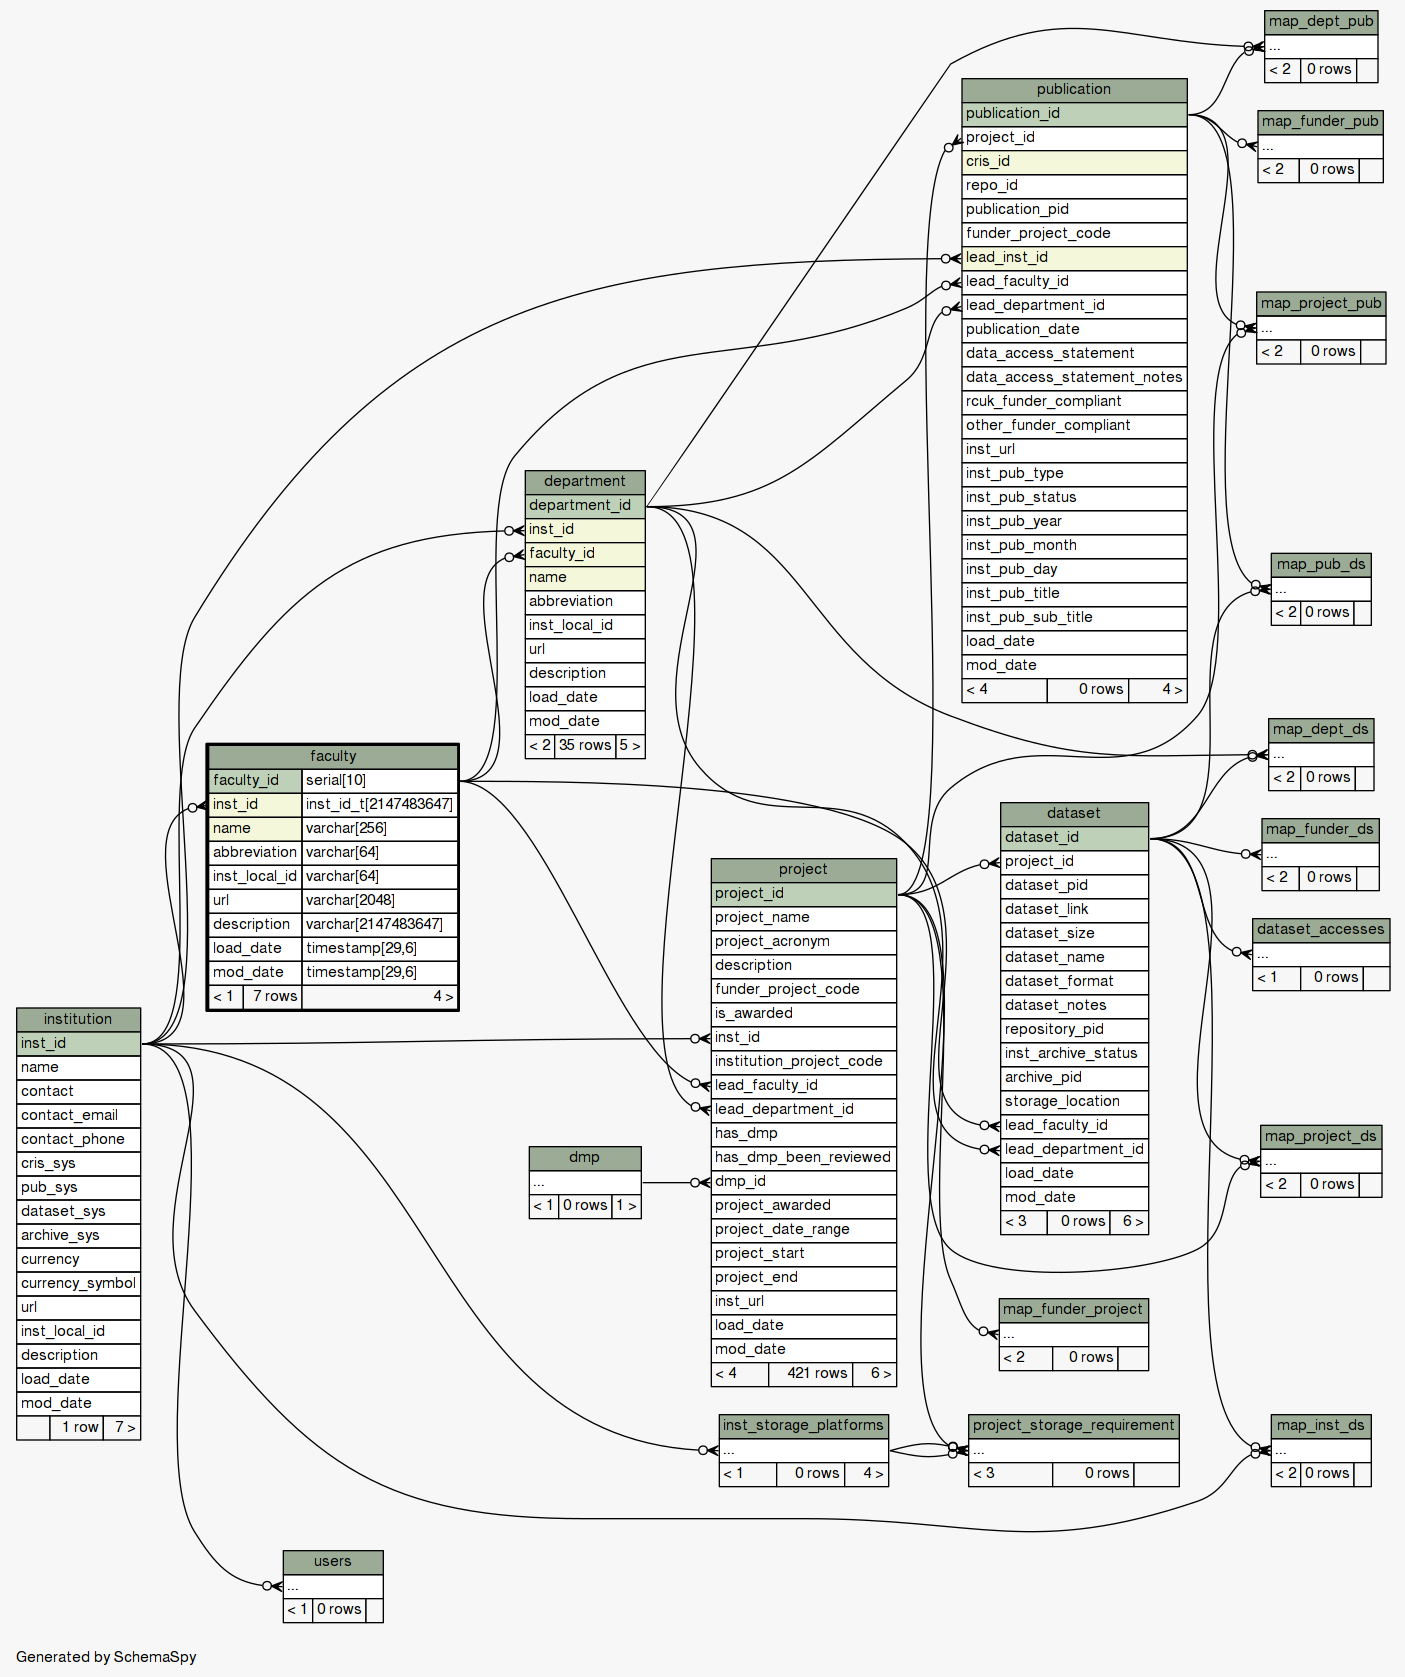 map_dept_pub
...
< 2 0 rows
publication
publication_id
project_id
cris_id
repo_id
publication_pid
funder_project_code
lead_inst_id
lead_faculty_id
lead_department_id
publication_date
data_access_statement
data_access_statement_notes
rcuk_funder_compliant
other_funder_compliant
inst_url
inst_pub_type
inst_pub_status
inst_pub_year
inst_pub_month
inst_pub_day
inst_pub_title
inst_pub_sub_title
load_date
mod_date
< 4 0 rows 4 >
map_funder_pub
...
< 2 0 rows
map_project_pub
...
< 2 0 rows
department
department_id
inst_id
faculty_id
name
abbreviation
inst_local_id
url
description
load_date
mod_date
< 2 35 rows 5 >
map_pub_ds
...
< 2 0 rows
map_dept_ds
...
< 2 0 rows
faculty
faculty_id serial[10]
inst_id inst_id_t[2147483647]
name varchar[256]
abbreviation varchar[64]
inst_local_id varchar[64]
url varchar[2048]
description varchar[2147483647]
load_date timestamp[29,6]
mod_date timestamp[29,6]
< 1 7 rows 4 >
dataset
dataset_id
project_id
dataset_pid
dataset_link
dataset_size
dataset_name
dataset_format
dataset_notes
repository_pid
inst_archive_status
archive_pid
storage_location
lead_faculty_id
lead_department_id
load_date
mod_date
< 3 0 rows 6 >
map_funder_ds
...
< 2 0 rows
project
project_id
project_name
project_acronym
description
funder_project_code
is_awarded
inst_id
institution_project_code
lead_faculty_id
lead_department_id
has_dmp
has_dmp_been_reviewed
dmp_id
project_awarded
project_date_range
project_start
project_end
inst_url
load_date
mod_date
< 4 421 rows 6 >
dataset_accesses
...
< 1 0 rows
institution
inst_id
name
contact
contact_email
contact_phone
cris_sys
pub_sys
dataset_sys
archive_sys
currency
currency_symbol
url
inst_local_id
description
load_date
mod_date
1 row 7 >
map_project_ds
...
< 2 0 rows
dmp
...
< 1 0 rows 1 >
map_funder_project
...
< 2 0 rows
inst_storage_platforms
...
< 1 0 rows 4 >
project_storage_requirement
...
< 3 0 rows
map_inst_ds
...
< 2 0 rows
users
...
< 1 0 rows
Generated by SchemaSpy